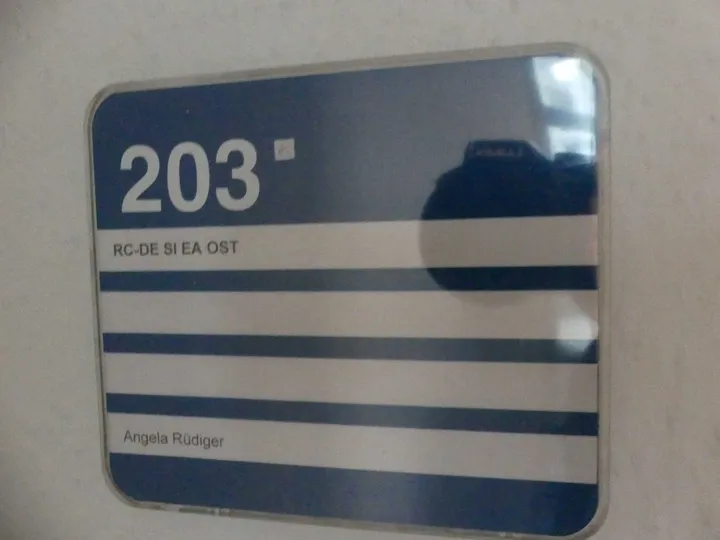 203
RC-DE SI EA OST
Angela Rüdiger